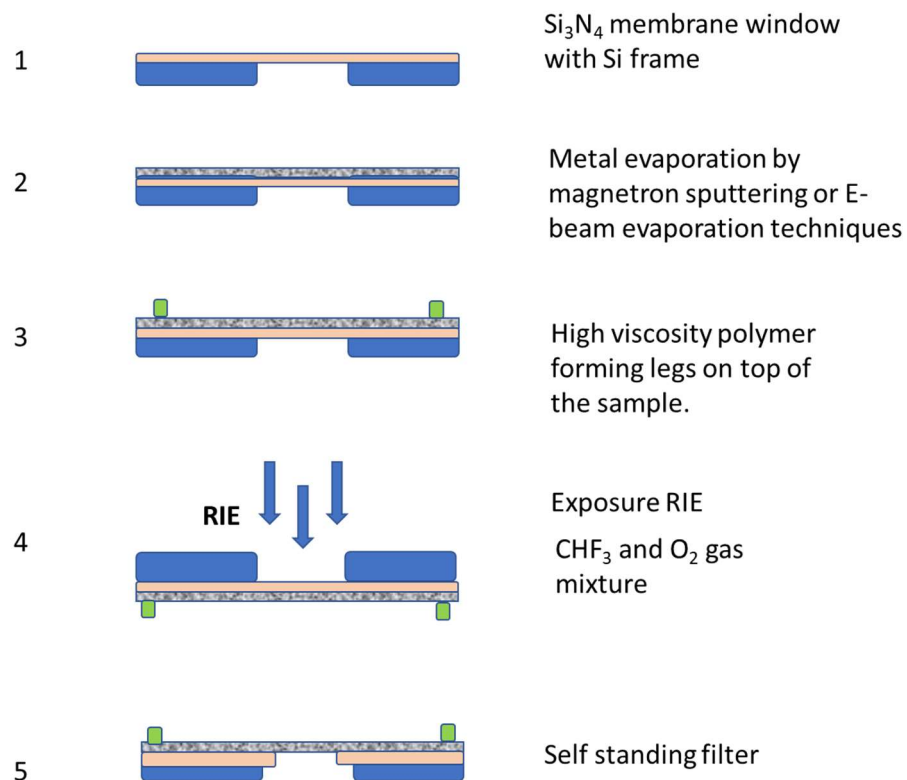 1
Si₃N₄ membrane window
with Si frame
2
Metal evaporation by
magnetron sputtering or E-
beam evaporation techniques
3
High viscosity polymer
forming legs on top of
the sample.
4
RIE
Exposure RIE
CHF₃ and O₂ gas
mixture
5
Self standing filter